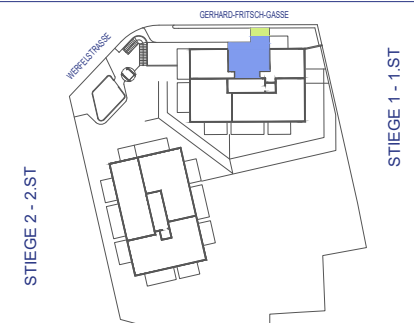 GERHARD-FRITSCH-GASSE
WERFELSTRASSE
STIEGE 1 - 1.ST
STIEGE 2 - 2.ST